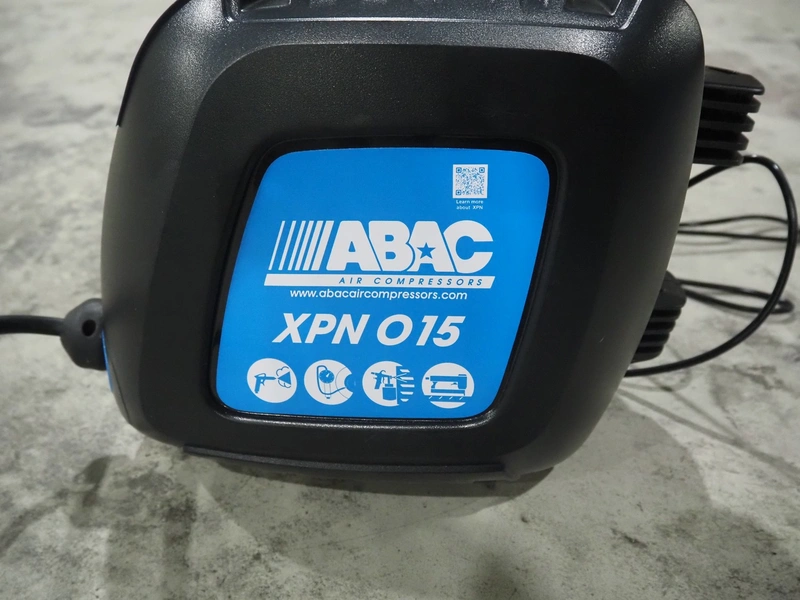 Learn more
about XPN
ABAC
AIR COMPRESSORS
www.abacaircompressors.com
XPN O15